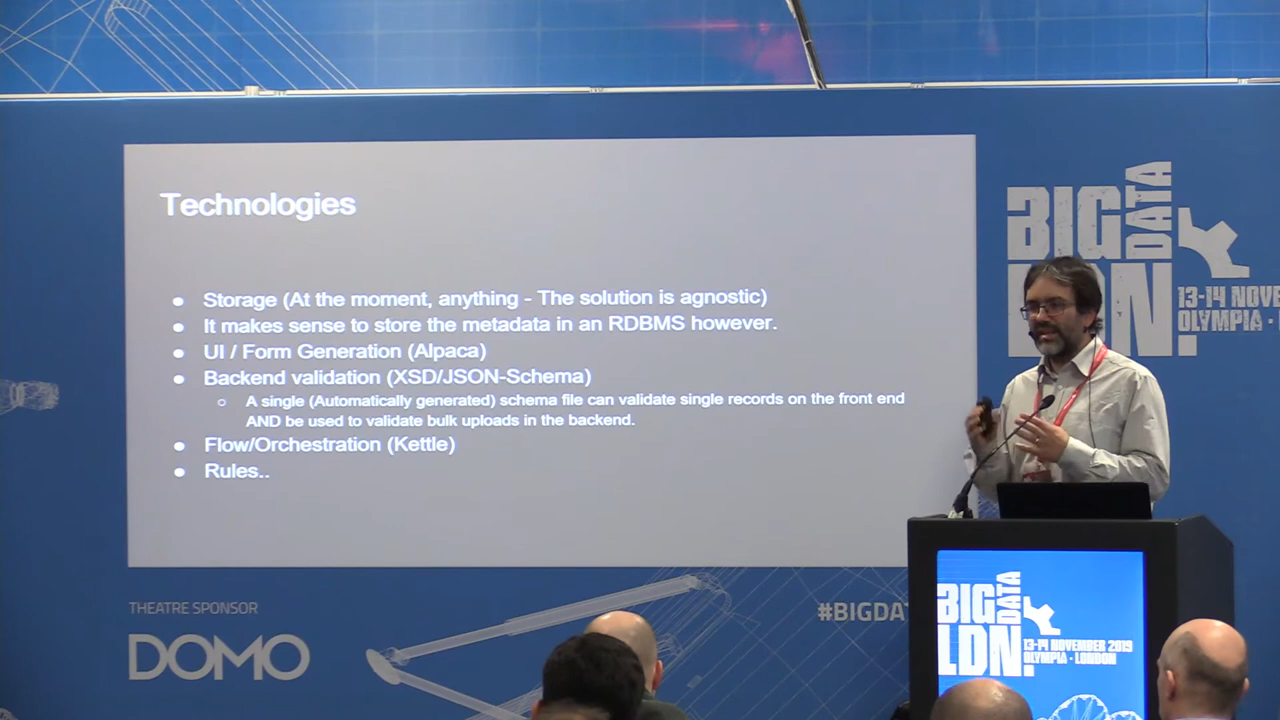 Technologies
● Storage (At the moment, anything - The solution is agnostic)
● It makes sense to store the metadata in an RDBMS however.
● UI / Form Generation (Alpaca)
● Backend validation (XSD/JSON-Schema)
○ A single (Automatically generated) schema file can validate single records on the front end
AND be used to validate bulk uploads in the backend.
● Flow/Orchestration (Kettle)
● Rules..
BIG DATA
LDN.
13-14 NOVE
OLYMPIA ·
THEATRE SPONSOR
DOMO
#BIGDAT
BIG DATA
LDN.
13-14 NOVEMBER 2019
OLYMPIA · LONDON